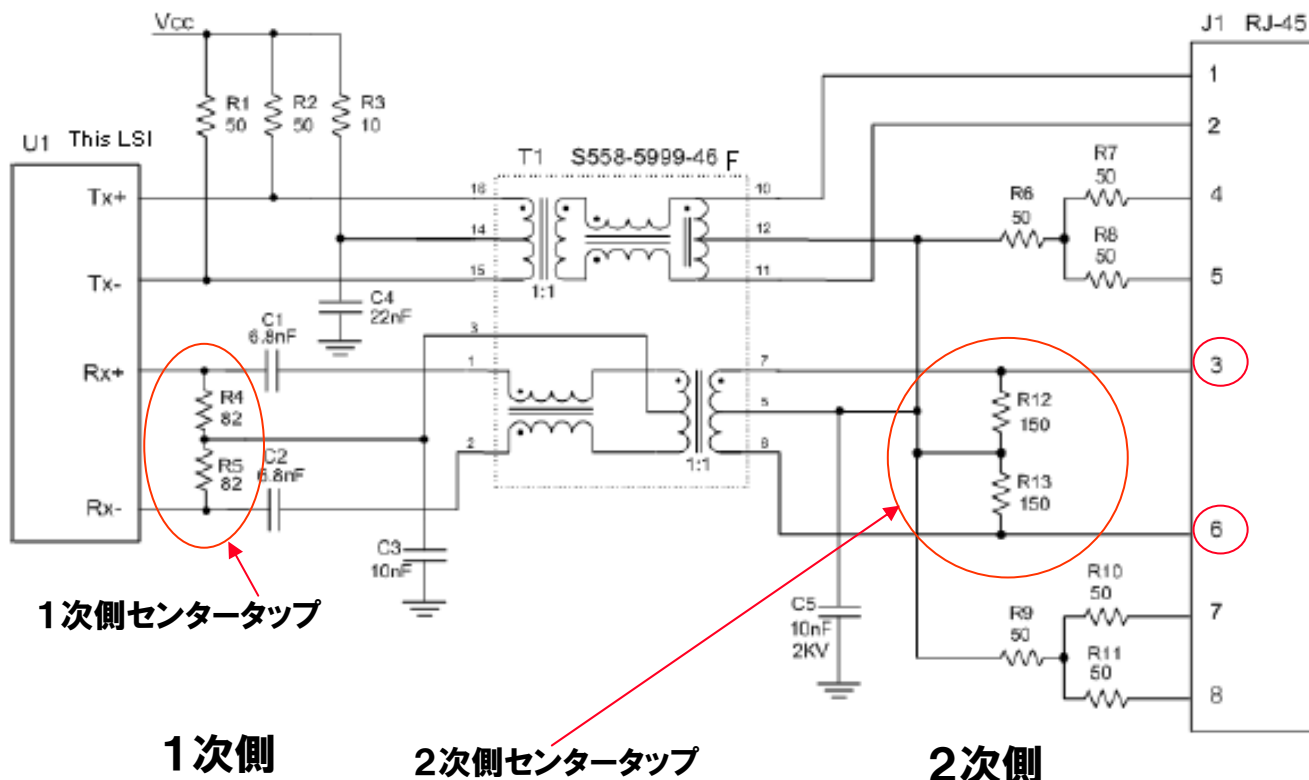 Vcc
J1 RJ-45
R1
50
R2
50
R3
10
U1 This LSI
T1 S558-5999-46 F
1
2
Tx+
Tx-
16
14
15
10
12
11
1:1
R6
50
R7
50
R8
50
4
5
C4
22nF
C1
6.8nF
3
1
2
7
5
8
1:1
Rx+
Rx-
R4
82
R5
82
C2
6.8nF
C3
10nF
R12
150
R13
150
3
6
1次側センタータップ
C5
10nF
2KV
R9
50
R10
50
R11
50
7
8
1次側
2次側センタータップ
2次側